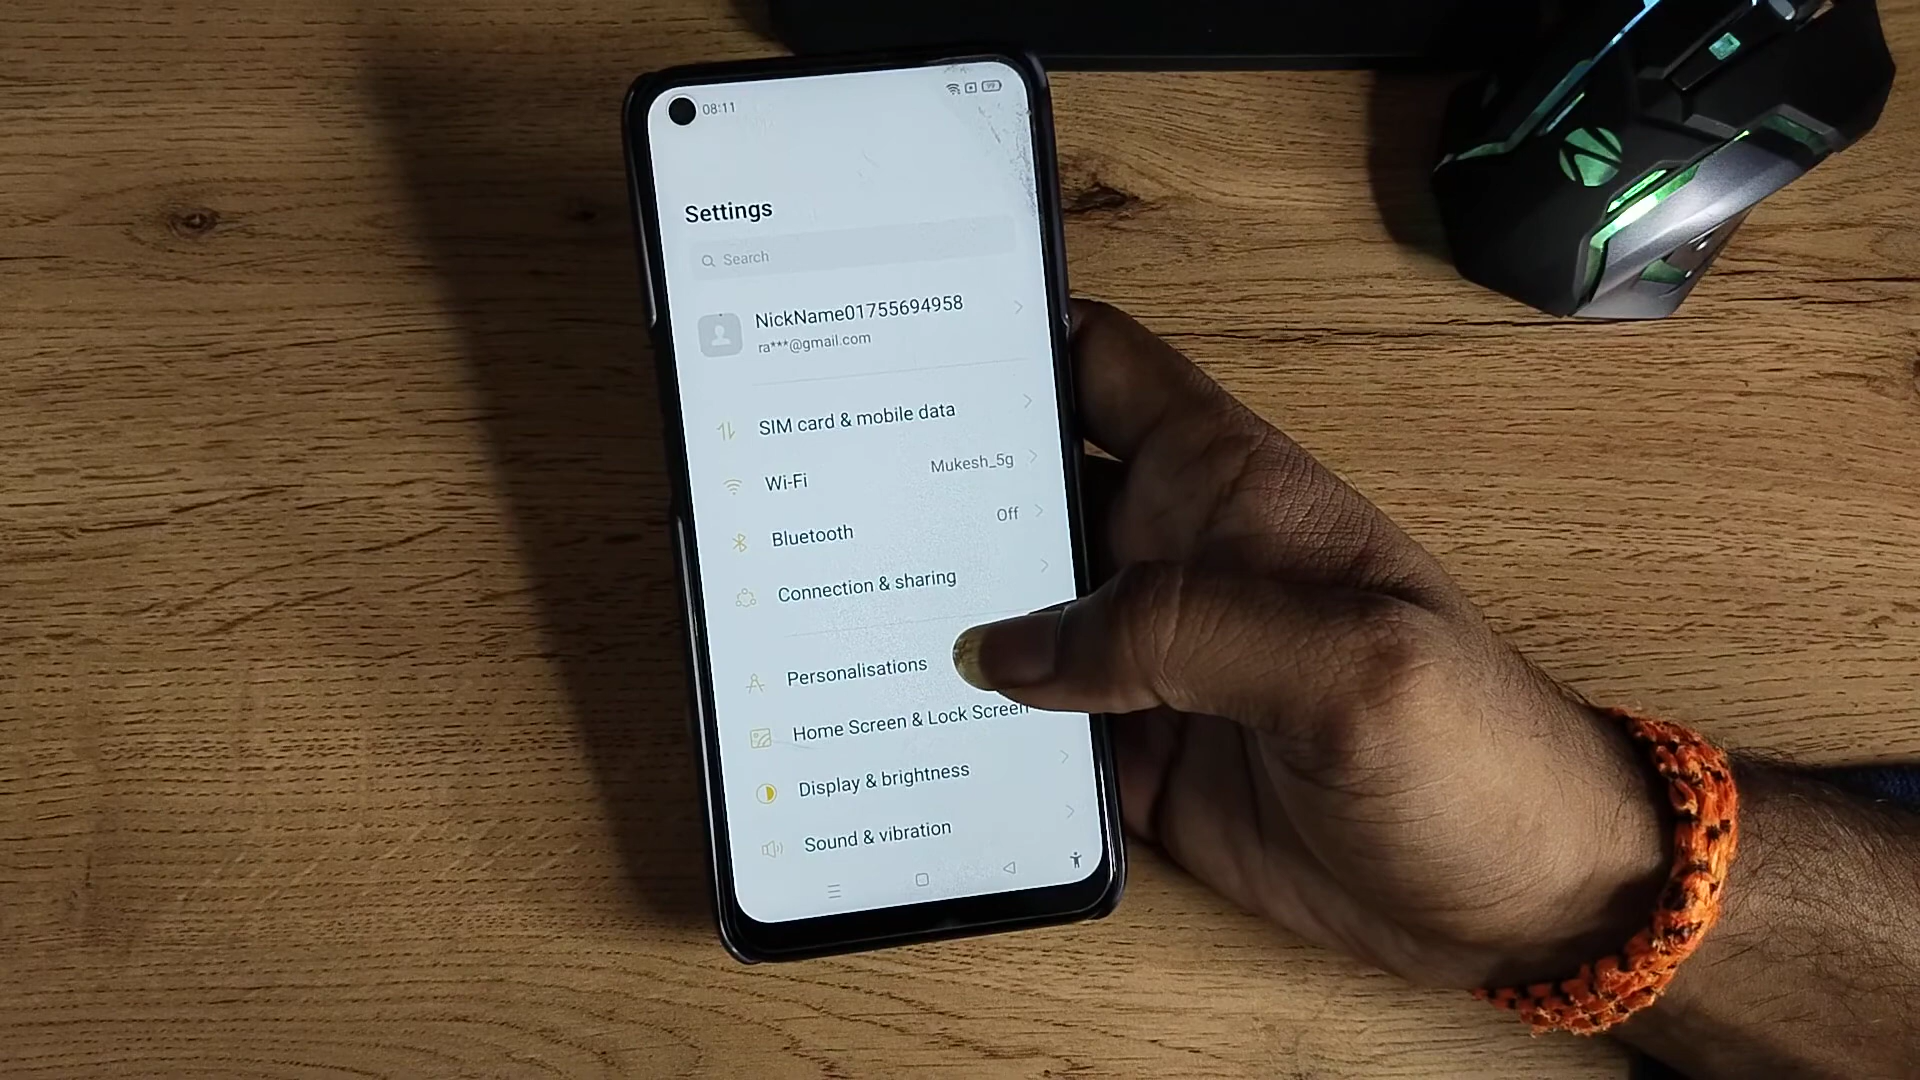 08:11
Settings
Search
NickName01755694958
ra***@gmail.com
SIM card & mobile data
Wi-Fi Mukesh_5g
Bluetooth Off
Connection & sharing
Personalisations
Home Screen & Lock Screen
Display & brightness
Sound & vibration